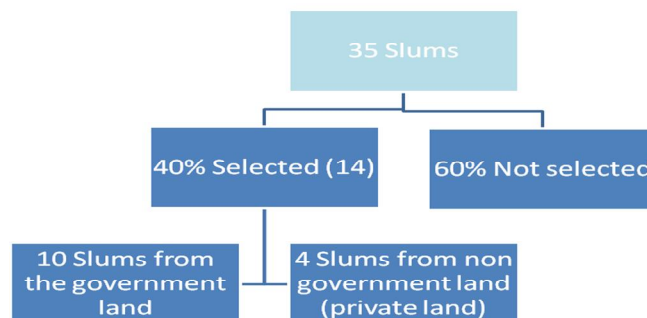 35 Slums
40% Selected (14)
60% Not selected
10 Slums from
the government
land
4 Slums from non
government land
(private land)